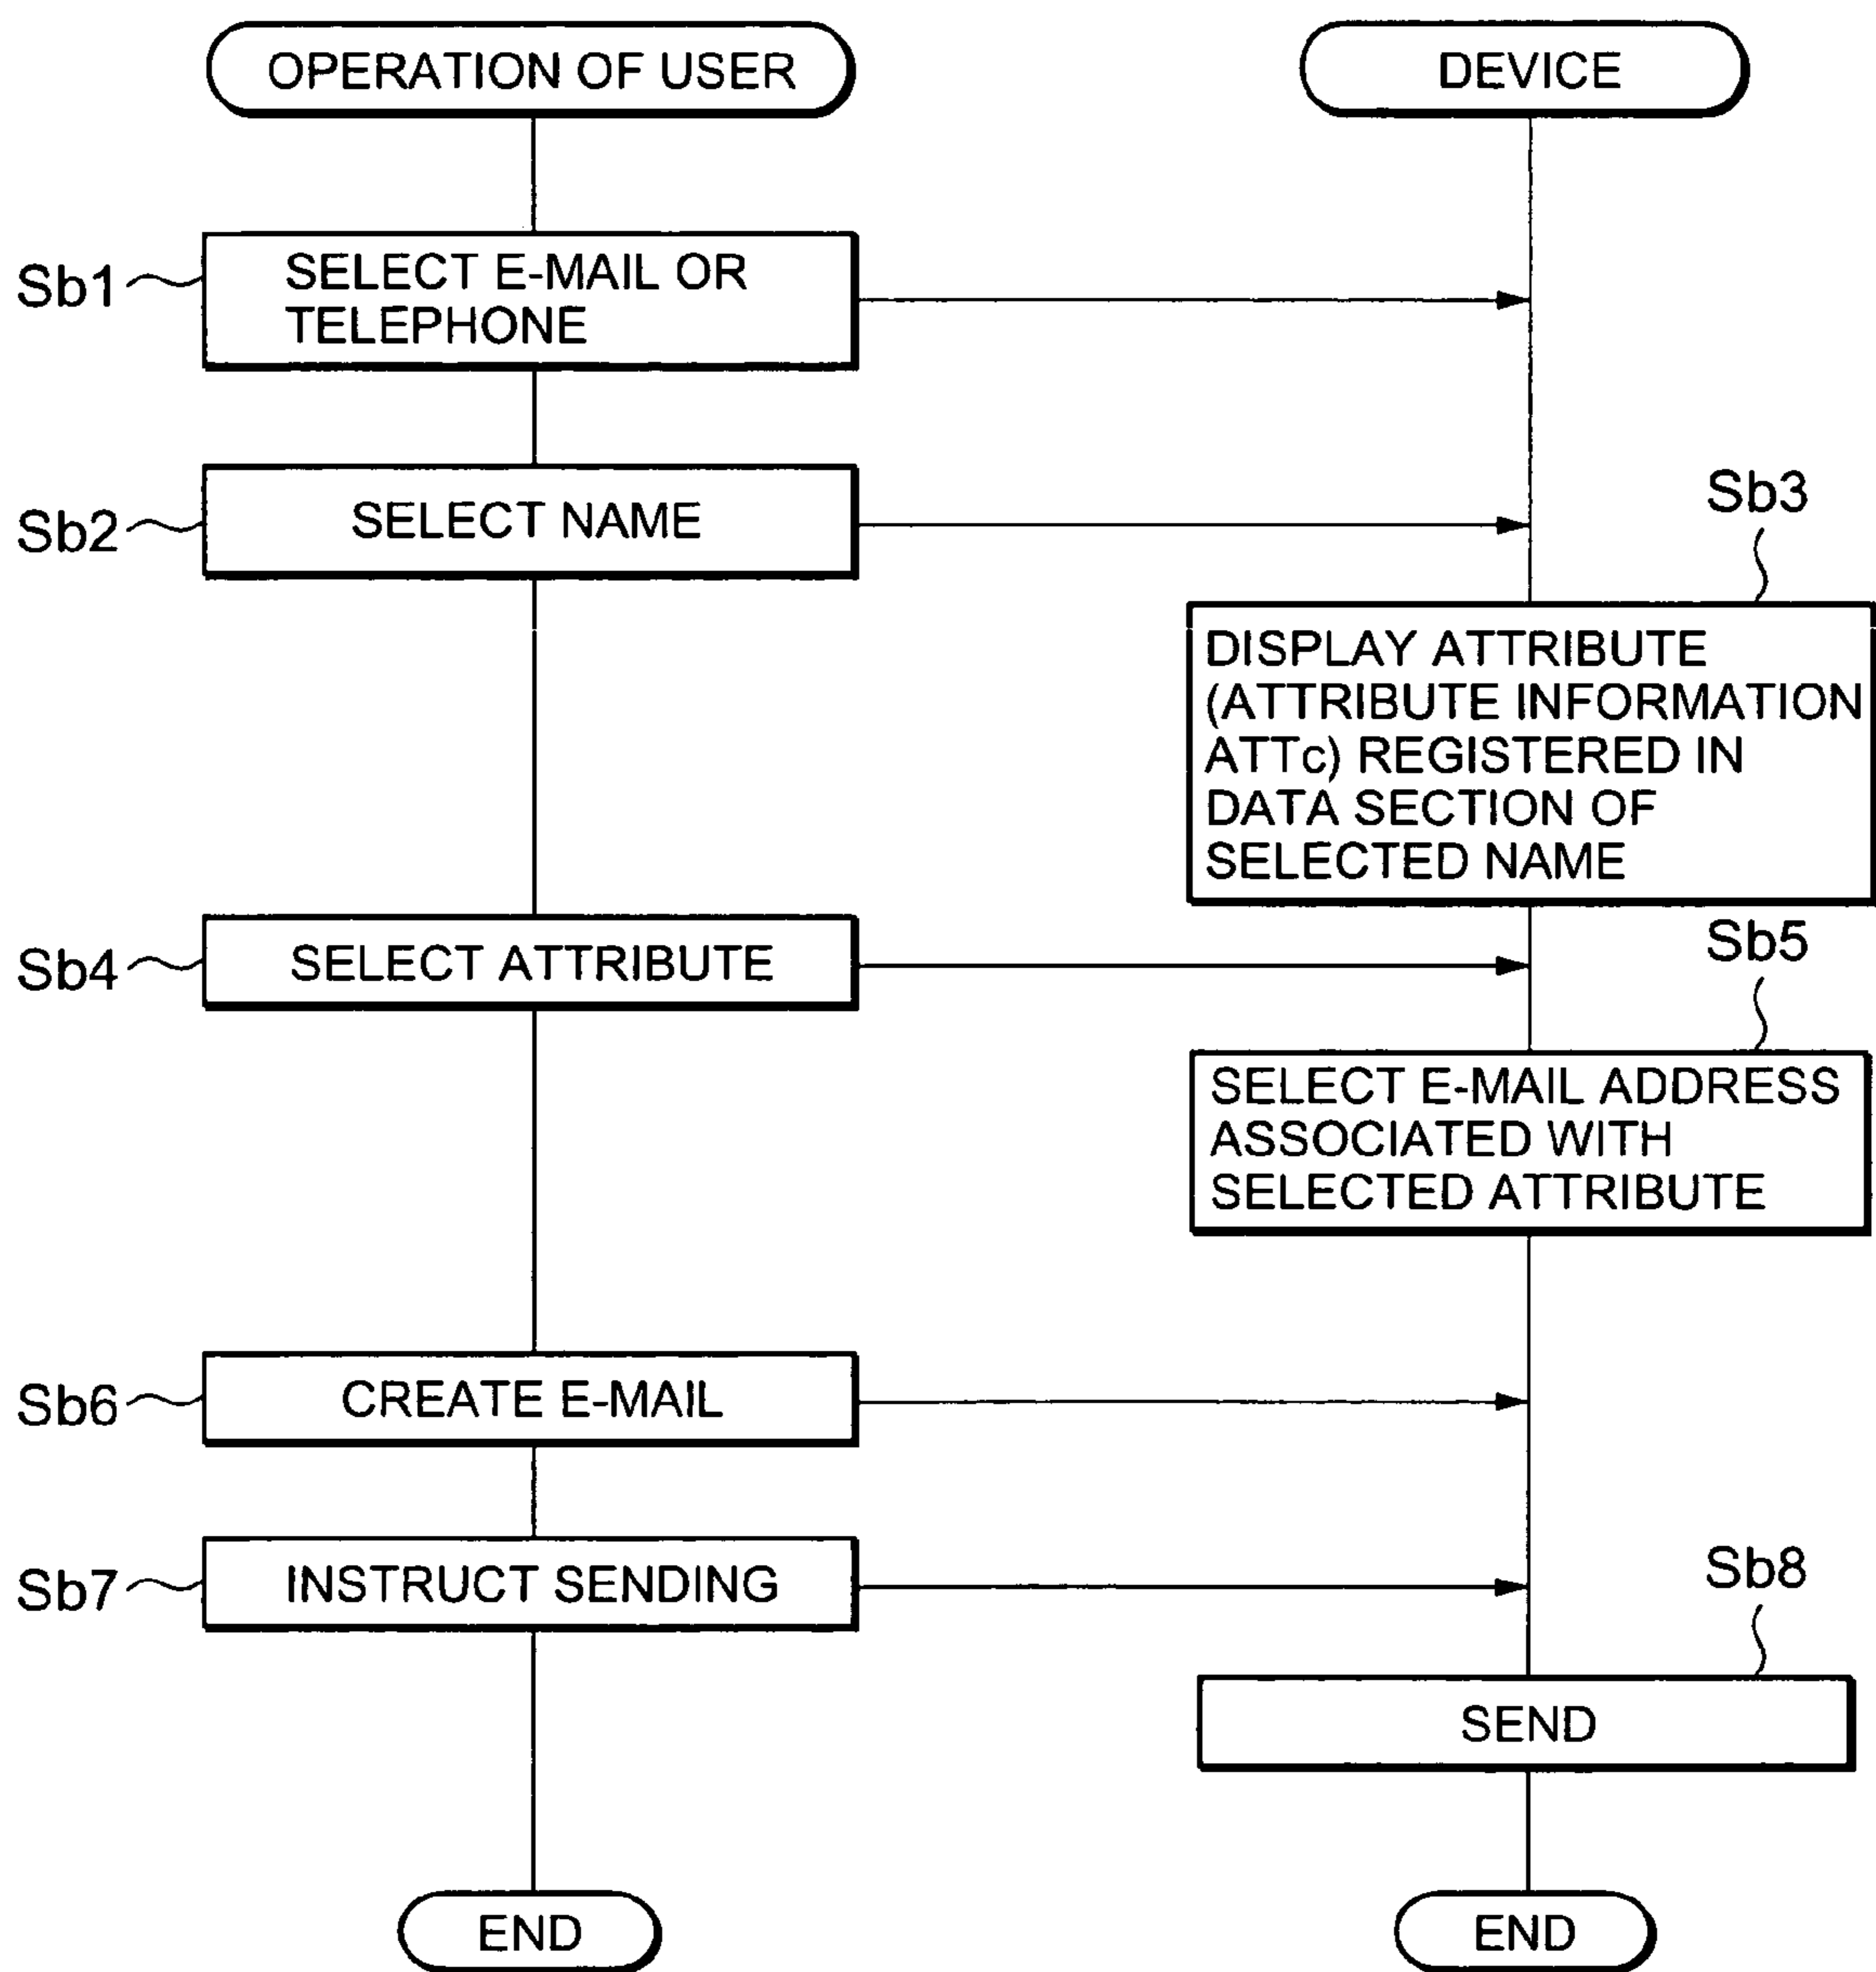 OPERATION OF USER
DEVICE
Sb1
SELECT E-MAIL OR
TELEPHONE
Sb2
SELECT NAME
Sb3
DISPLAY ATTRIBUTE
(ATTRIBUTE INFORMATION
ATTc) REGISTERED IN
DATA SECTION OF
SELECTED NAME
Sb4
SELECT ATTRIBUTE
Sb5
SELECT E-MAIL ADDRESS
ASSOCIATED WITH
SELECTED ATTRIBUTE
Sb6
CREATE E-MAIL
Sb7
INSTRUCT SENDING
Sb8
SEND
END
END